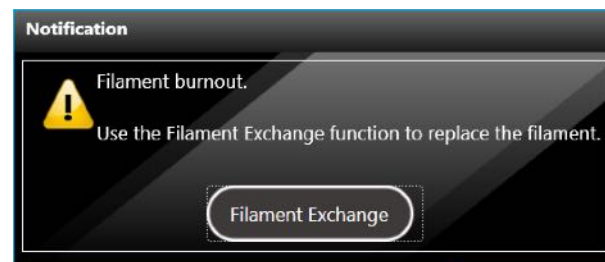 Notification
Filament burnout.
Use the Filament Exchange function to replace the filament.
Filament Exchange